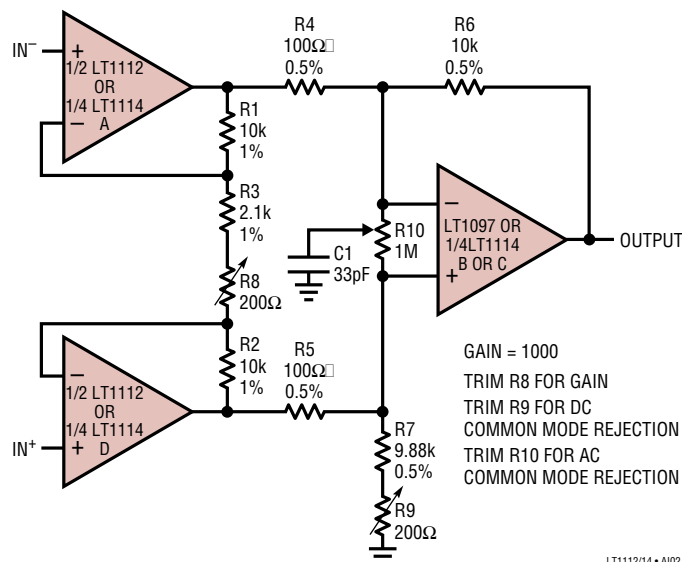 IN⁻
+
1/2 LT1112
OR
1/4 LT1114
−
A
R4
100Ω□
0.5%
R6
10k
0.5%
R1
10k
1%
R3
2.1k
1%
R8
200Ω
R2
10k
1%
C1
33pF
R10
1M
−
LT1097 OR
1/4LT1114
B OR C
+
OUTPUT
R5
100Ω□
0.5%
−
1/2 LT1112
OR
1/4 LT1114
+
D
IN⁺
R7
9.88k
0.5%
R9
200Ω
GAIN = 1000
TRIM R8 FOR GAIN
TRIM R9 FOR DC
COMMON MODE REJECTION
TRIM R10 FOR AC
COMMON MODE REJECTION
LT1112/14 • AI02